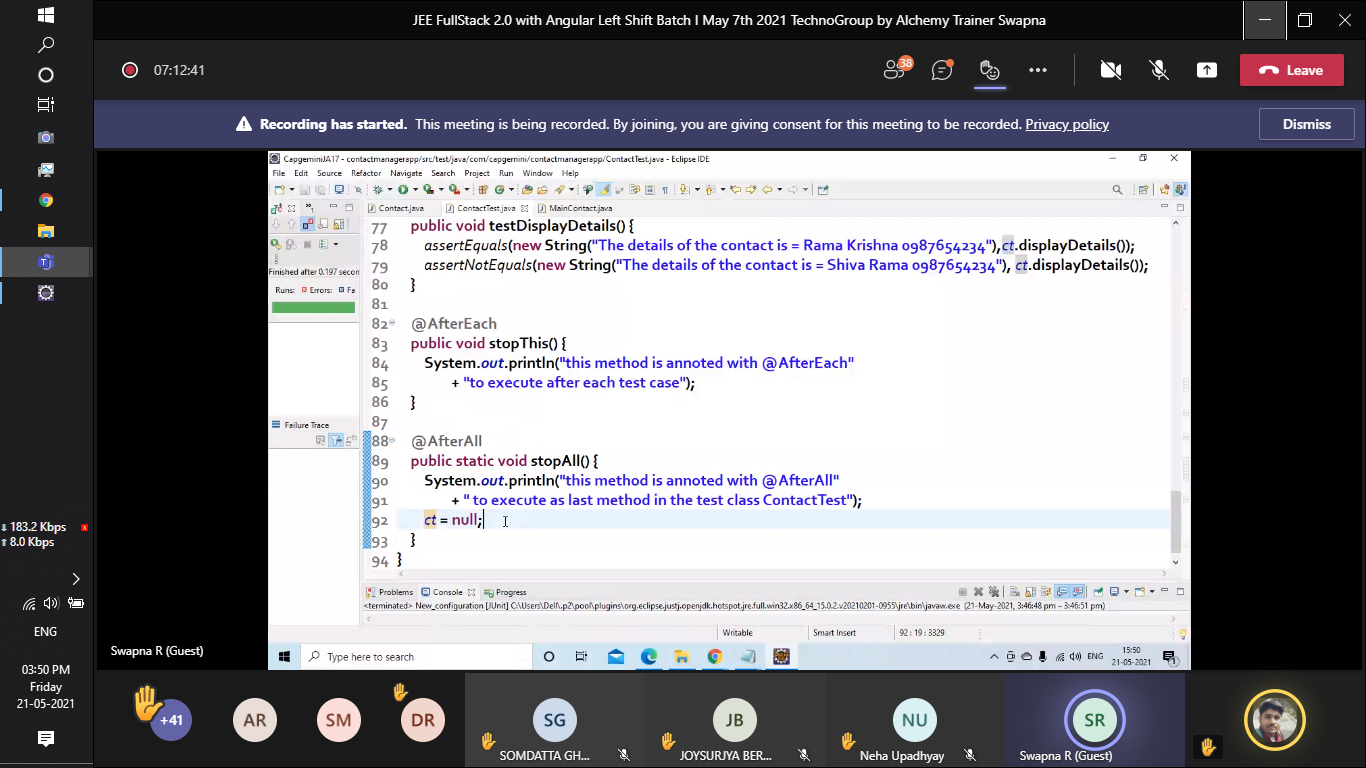 JEE FullStack 2.0 with Angular Left Shift Batch I May 7th 2021 TechnoGroup by Alchemy Trainer Swapna
07:12:41
38
Leave
Recording has started. This meeting is being recorded. By joining, you are giving consent for this meeting to be recorded. Privacy policy
Dismiss
CapgeminiJA17 - contactmanagerapp/src/test/java/com/capgemini/contactmanagerapp/ContactTest.java - Eclipse IDE
File Edit Source Refactor Navigate Search Project Run Window Help
Contact.java ContactTest.java MainContact.java
Finished after 0.197 secon
Runs: Errors: Fa
Failure Trace
77 public void testDisplayDetails() {
78 assertEquals(new String("The details of the contact is = Rama Krishna 0987654234"),ct.displayDetails());
79 assertNotEquals(new String("The details of the contact is = Shiva Rama 0987654234"), ct.displayDetails());
80 }
81
82 @AfterEach
83 public void stopThis() {
84 System.out.println("this method is annoted with @AfterEach"
85 + "to execute after each test case");
86 }
87
88 @AfterAll
89 public static void stopAll() {
90 System.out.println("this method is annoted with @AfterAll"
91 + " to execute as last method in the test class ContactTest");
92 ct = null;
93 }
94 }
Problems Console Progress
<terminated> New_configuration [JUnit] C:\Users\Dell\.p2\pool\plugins\org.eclipse.justj.openjdk.hotspot.jre.full.win32.x86_64_15.0.2.v20210201-0955\jre\bin\javaw.exe (21-May-2021, 3:46:48 pm – 3:46:51 pm)
Writable Smart Insert 92 : 19 : 3329
Type here to search
ENG
15:50
21-05-2021
Swapna R (Guest)
183.2 Kbps
8.0 Kbps
ENG
03:50 PM
Friday
21-05-2021
+41
AR
SM
DR
SG
SOMDATTA GH...
JB
JOYSURJYA BER...
NU
Neha Upadhyay
SR
Swapna R (Guest)